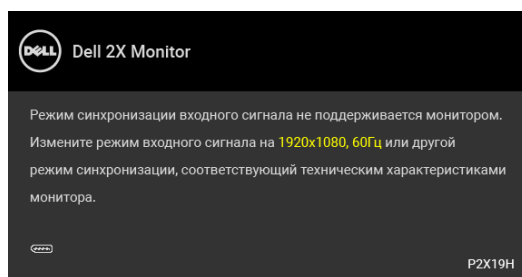 DELL Dell 2X Monitor
Режим синхронизации входного сигнала не поддерживается монитором.
Измените режим входного сигнала на 1920x1080, 60Гц или другой
режим синхронизации, соответствующий техническим характеристиками
монитора.
P2X19H